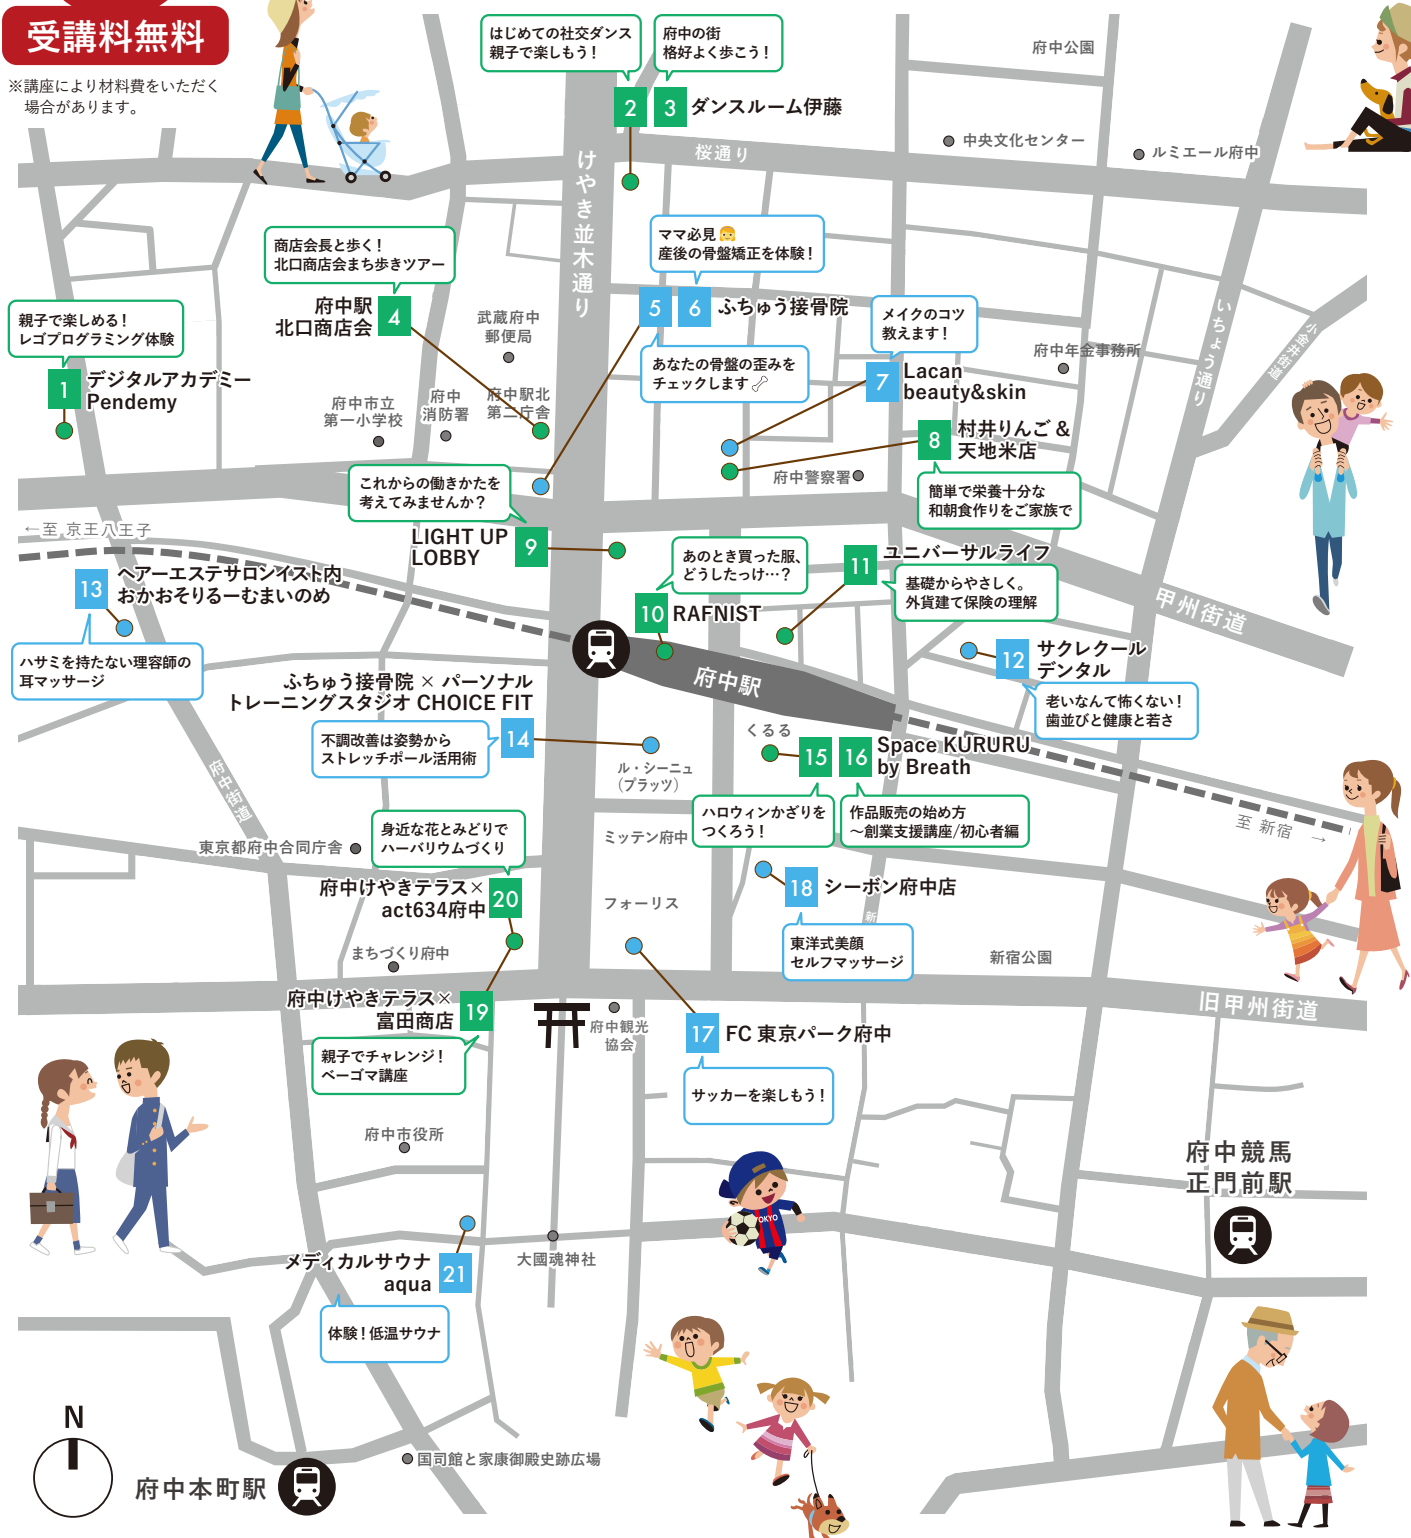 受講料無料
※講座により材料費をいただく
場合があります。
はじめての社交ダンス
親子で楽しもう！
府中の街
格好よく歩こう！
2
3
ダンスルーム伊藤
府中公園
中央文化センター
ルミエール府中
桜通り
けやき並木通り
商店会長と歩く！
北口商店会まち歩きツアー
府中駅
北口商店会
4
ママ必見
産後の骨盤矯正を体験！
5
6
ふちゅう接骨院
あなたの骨盤の歪みを
チェックします
メイクのコツ
教えます！
7
Lacan
beauty&skin
武蔵府中
郵便局
府中年金事務所
いちょう通り
小金井街道
親子で楽しめる！
レゴプログラミング体験
1
デジタルアカデミー
Pendemy
府中市立
第一小学校
府中
消防署
府中駅北
第二庁舎
8
村井りんご &
天地米店
簡単で栄養十分な
和朝食作りをご家族で
府中警察署
これからの働きかたを
考えてみませんか？
LIGHT UP
LOBBY
9
←至 京王八王子
13
ヘアーエステサロンイスト内
おかおそりるーむまいのめ
ハサミを持たない理容師の
耳マッサージ
あのとき買った服、
どうしたっけ…？
10
RAFNIST
11
ユニバーサルライフ
基礎からやさしく。
外貨建て保険の理解
甲州街道
12
サクレクール
デンタル
老いなんて怖くない！
歯並びと健康と若さ
府中駅
ふちゅう接骨院 × パーソナル
トレーニングスタジオ CHOICE FIT
14
不調改善は姿勢から
ストレッチポール活用術
ル・シーニュ
（プラッツ）
くるる
15
16
Space KURURU
by Breath
ハロウィンかざりを
つくろう！
作品販売の始め方
～創業支援講座/初心者編
至 新宿 →
府中街道
東京都府中合同庁舎
身近な花とみどりで
ハーバリウムづくり
ミッテン府中
府中けやきテラス×
act634府中
20
フォーリス
18
シーボン府中店
東洋式美顔
セルフマッサージ
新
新宿公園
まちづくり府中
府中けやきテラス×
富田商店
19
親子でチャレンジ！
ベーゴマ講座
府中観光
協会
17
FC 東京パーク府中
サッカーを楽しもう！
旧甲州街道
府中市役所
府中競馬
正門前駅
TOKYO
メディカルサウナ
aqua
21
体験！低温サウナ
大國魂神社
N
府中本町駅
国司館と家康御殿史跡広場